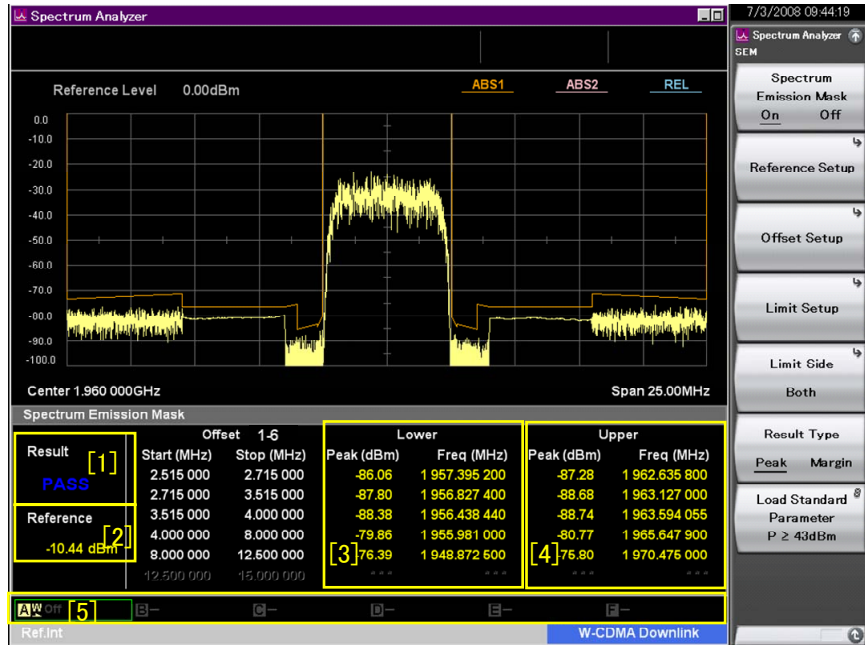 Spectrum Analyzer
7/3/2008 09:44:19
Spectrum Analyzer
SEM
Reference Level 0.00dBm
ABS1 ABS2 REL
0.0
-10.0
-20.0
-30.0
-40.0
-50.0
-60.0
-70.0
-80.0
-90.0
-100.0
Center 1.960 000GHz Span 25.00MHz
Spectrum Emission Mask
Result
[1]
PASS
Reference
[2]
-10.44 dBm
Offset 1-6 Lower Upper
Start (MHz) Stop (MHz) Peak (dBm) Freq (MHz) Peak (dBm) Freq (MHz)
2.515 000 2.715 000 -86.06 1 957.395 200 -87.28 1 962.635 800
2.715 000 3.515 000 -87.80 1 956.827 400 -88.68 1 963.127 000
3.515 000 4.000 000 -88.38 1 956.438 440 -88.74 1 963.594 055
4.000 000 8.000 000 -79.86 1 955.981 000 -80.77 1 965.647 900
8.000 000 12.500 000 [3] 76.39 1 948.872 500 [4] 75.80 1 970.475 000
12.500 000 15.000 000 *** *** *** ***
A W Off [5] B- C- D- E- F-
Ref.Int W-CDMA Downlink
Spectrum
Emission Mask
On Off
Reference Setup
Offset Setup
Limit Setup
Limit Side
Both
Result Type
Peak Margin
Load Standard
Parameter
P ≥ 43dBm